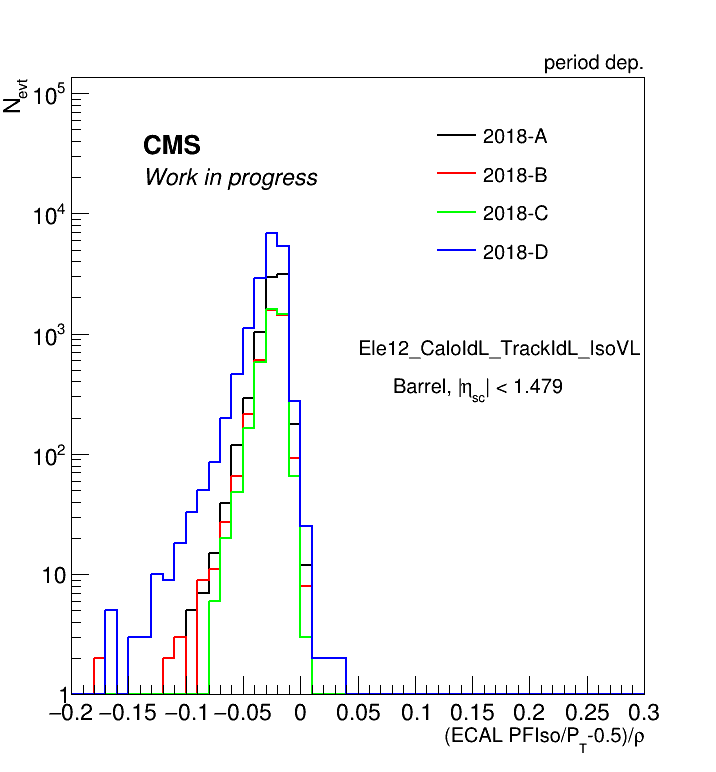 period dep.
N_evt
10^5
10^4
10^3
10^2
10
1
CMS
Work in progress
2018-A
2018-B
2018-C
2018-D
Ele12_CaloIdL_TrackIdL_IsoVL
Barrel, |η_sc| < 1.479
−0.2 −0.15 −0.1 −0.05 0 0.05 0.1 0.15 0.2 0.25 0.3
(ECAL PFIso/P_T-0.5)/ρ